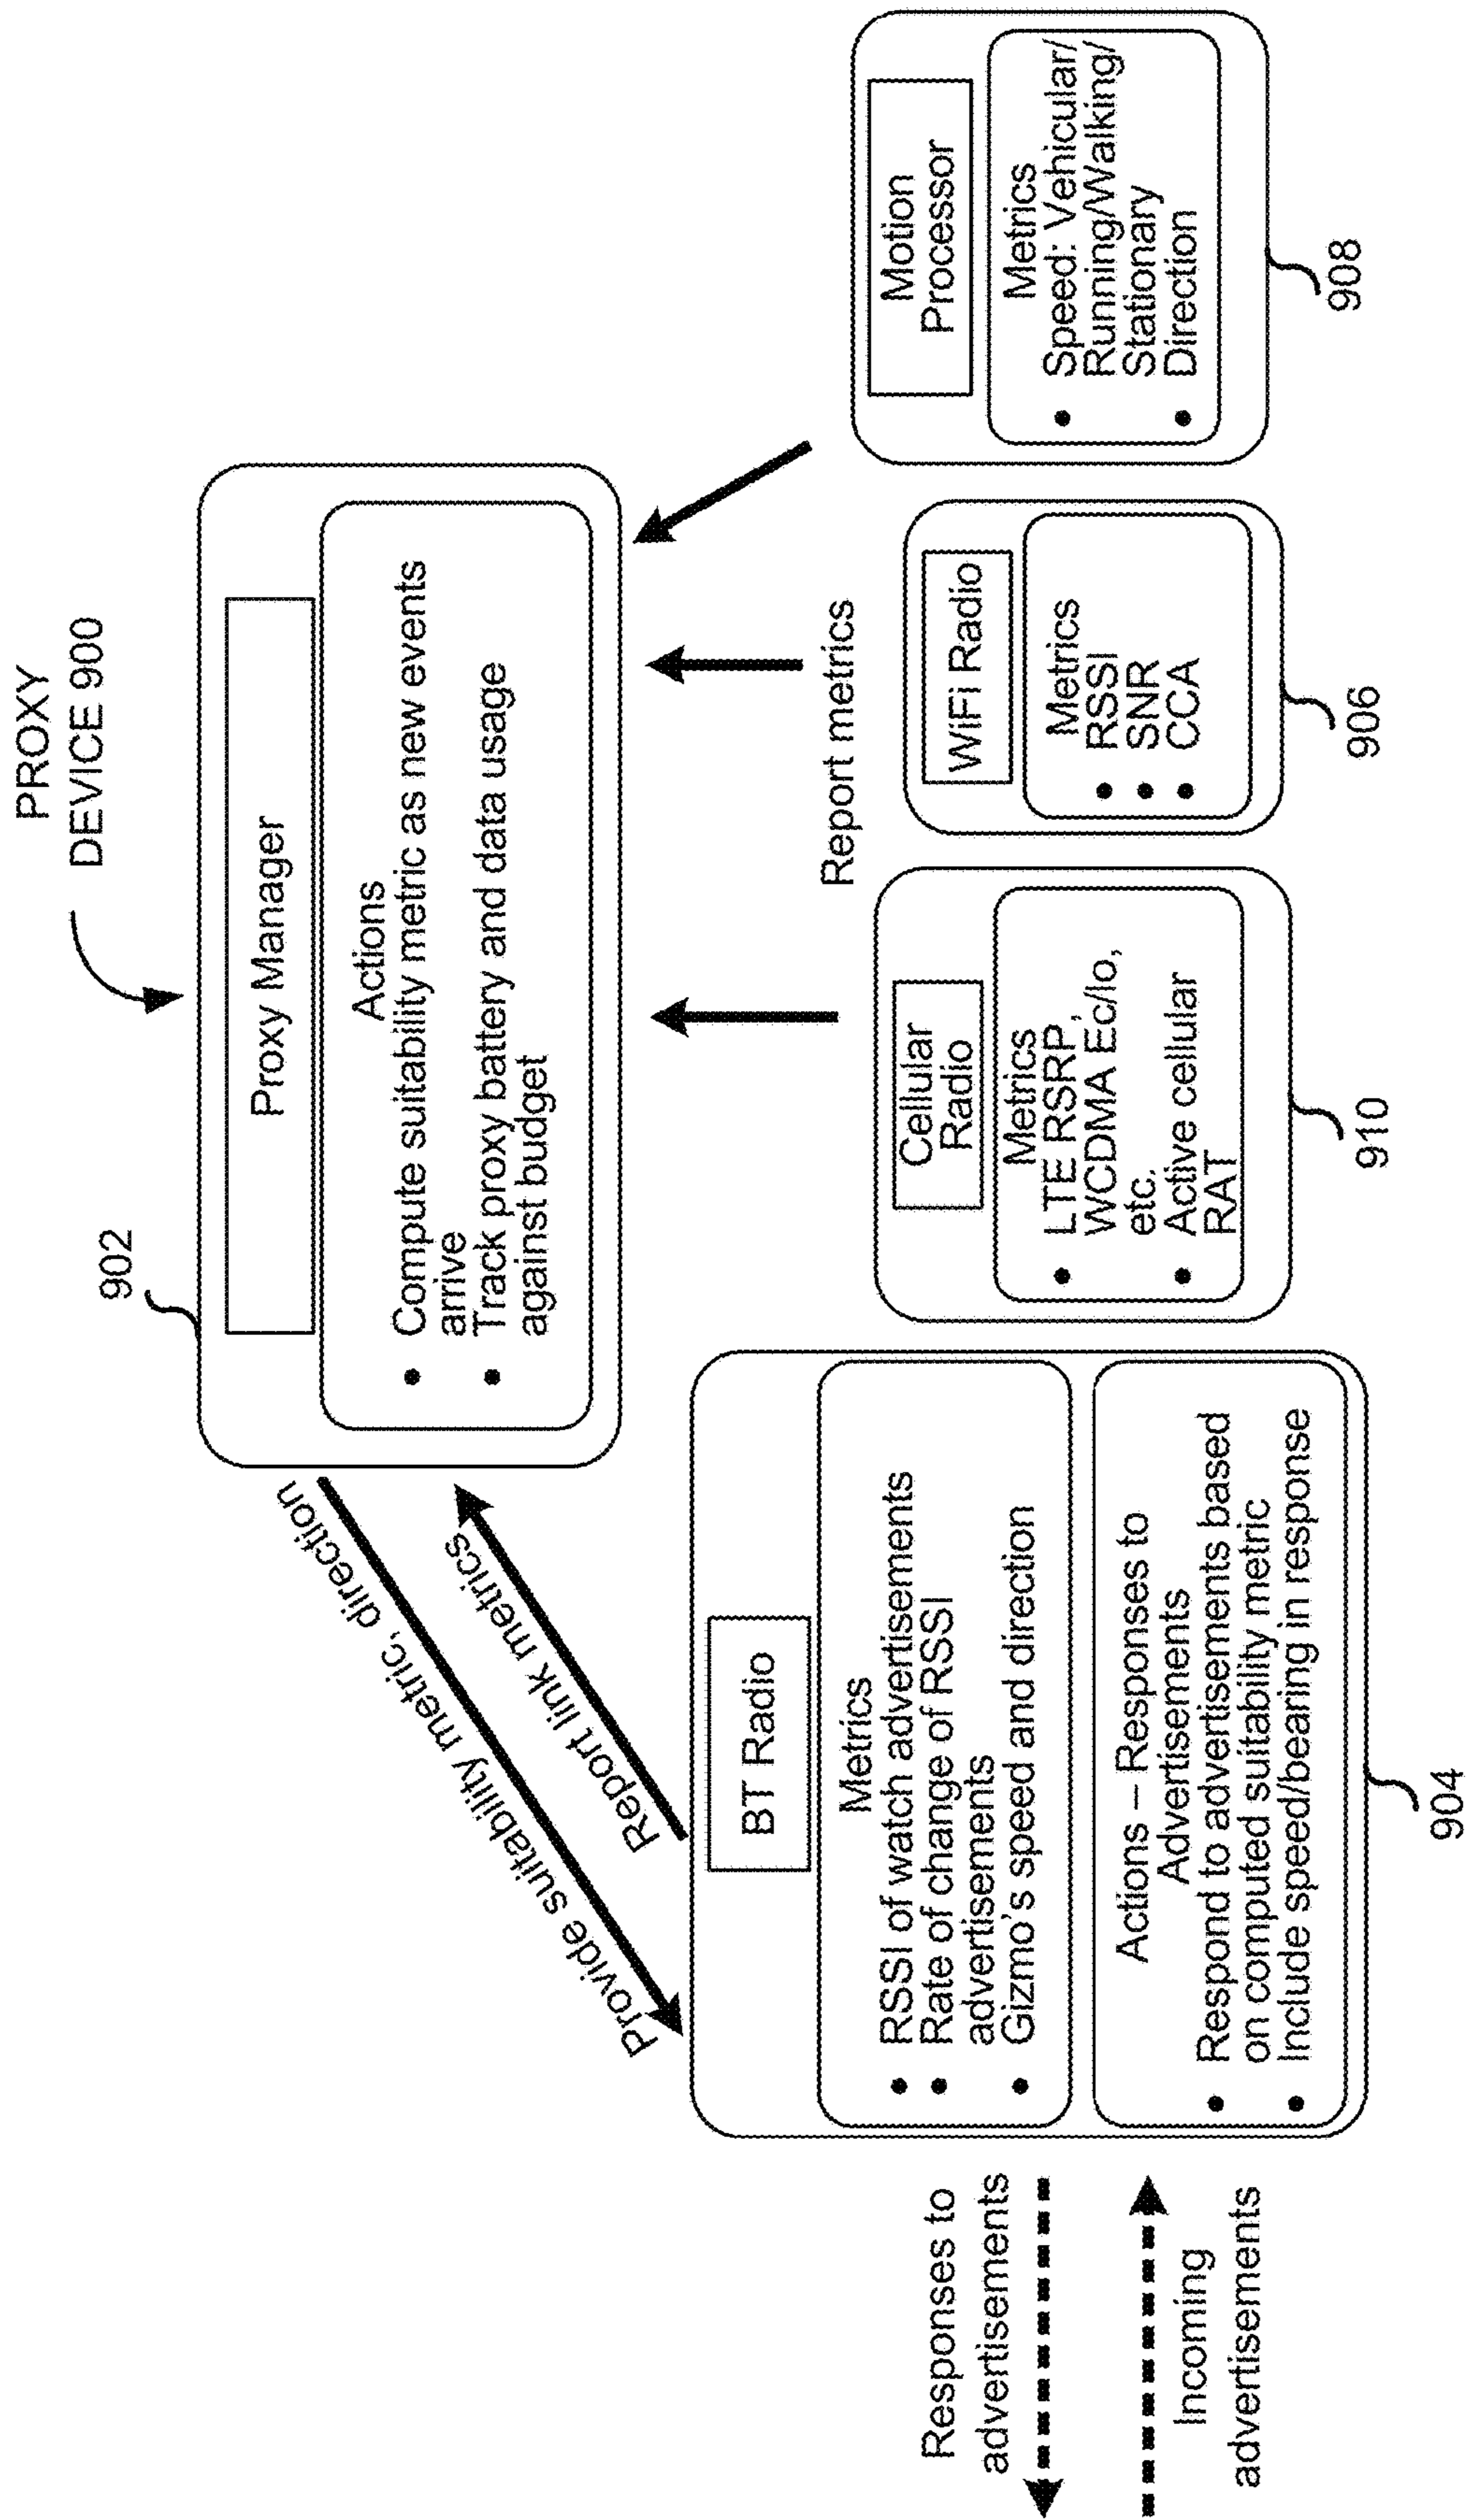 PROXY
DEVICE 900
902
Proxy Manager
Actions
• Compute suitability metric as new events
arrive
• Track proxy battery and data usage
against budget
Provide suitability metric, direction
Report link metrics
Report metrics
Responses to
advertisements
Incoming
advertisements
BT Radio
Metrics
• RSSI of watch advertisements
• Rate of change of RSSI
advertisements
• Gizmo's speed and direction
Actions – Responses to
Advertisements
• Respond to advertisements based
on computed suitability metric
• Include speed/bearing in response
904
Cellular
Radio
Metrics
• LTE RSRP,
WCDMA Ec/Io,
etc.
• Active cellular
RAT
910
WiFi Radio
Metrics
• RSSI
• SNR
• CCA
906
Motion
Processor
Metrics
• Speed: Vehicular/
Running/Walking/
Stationary
• Direction
908